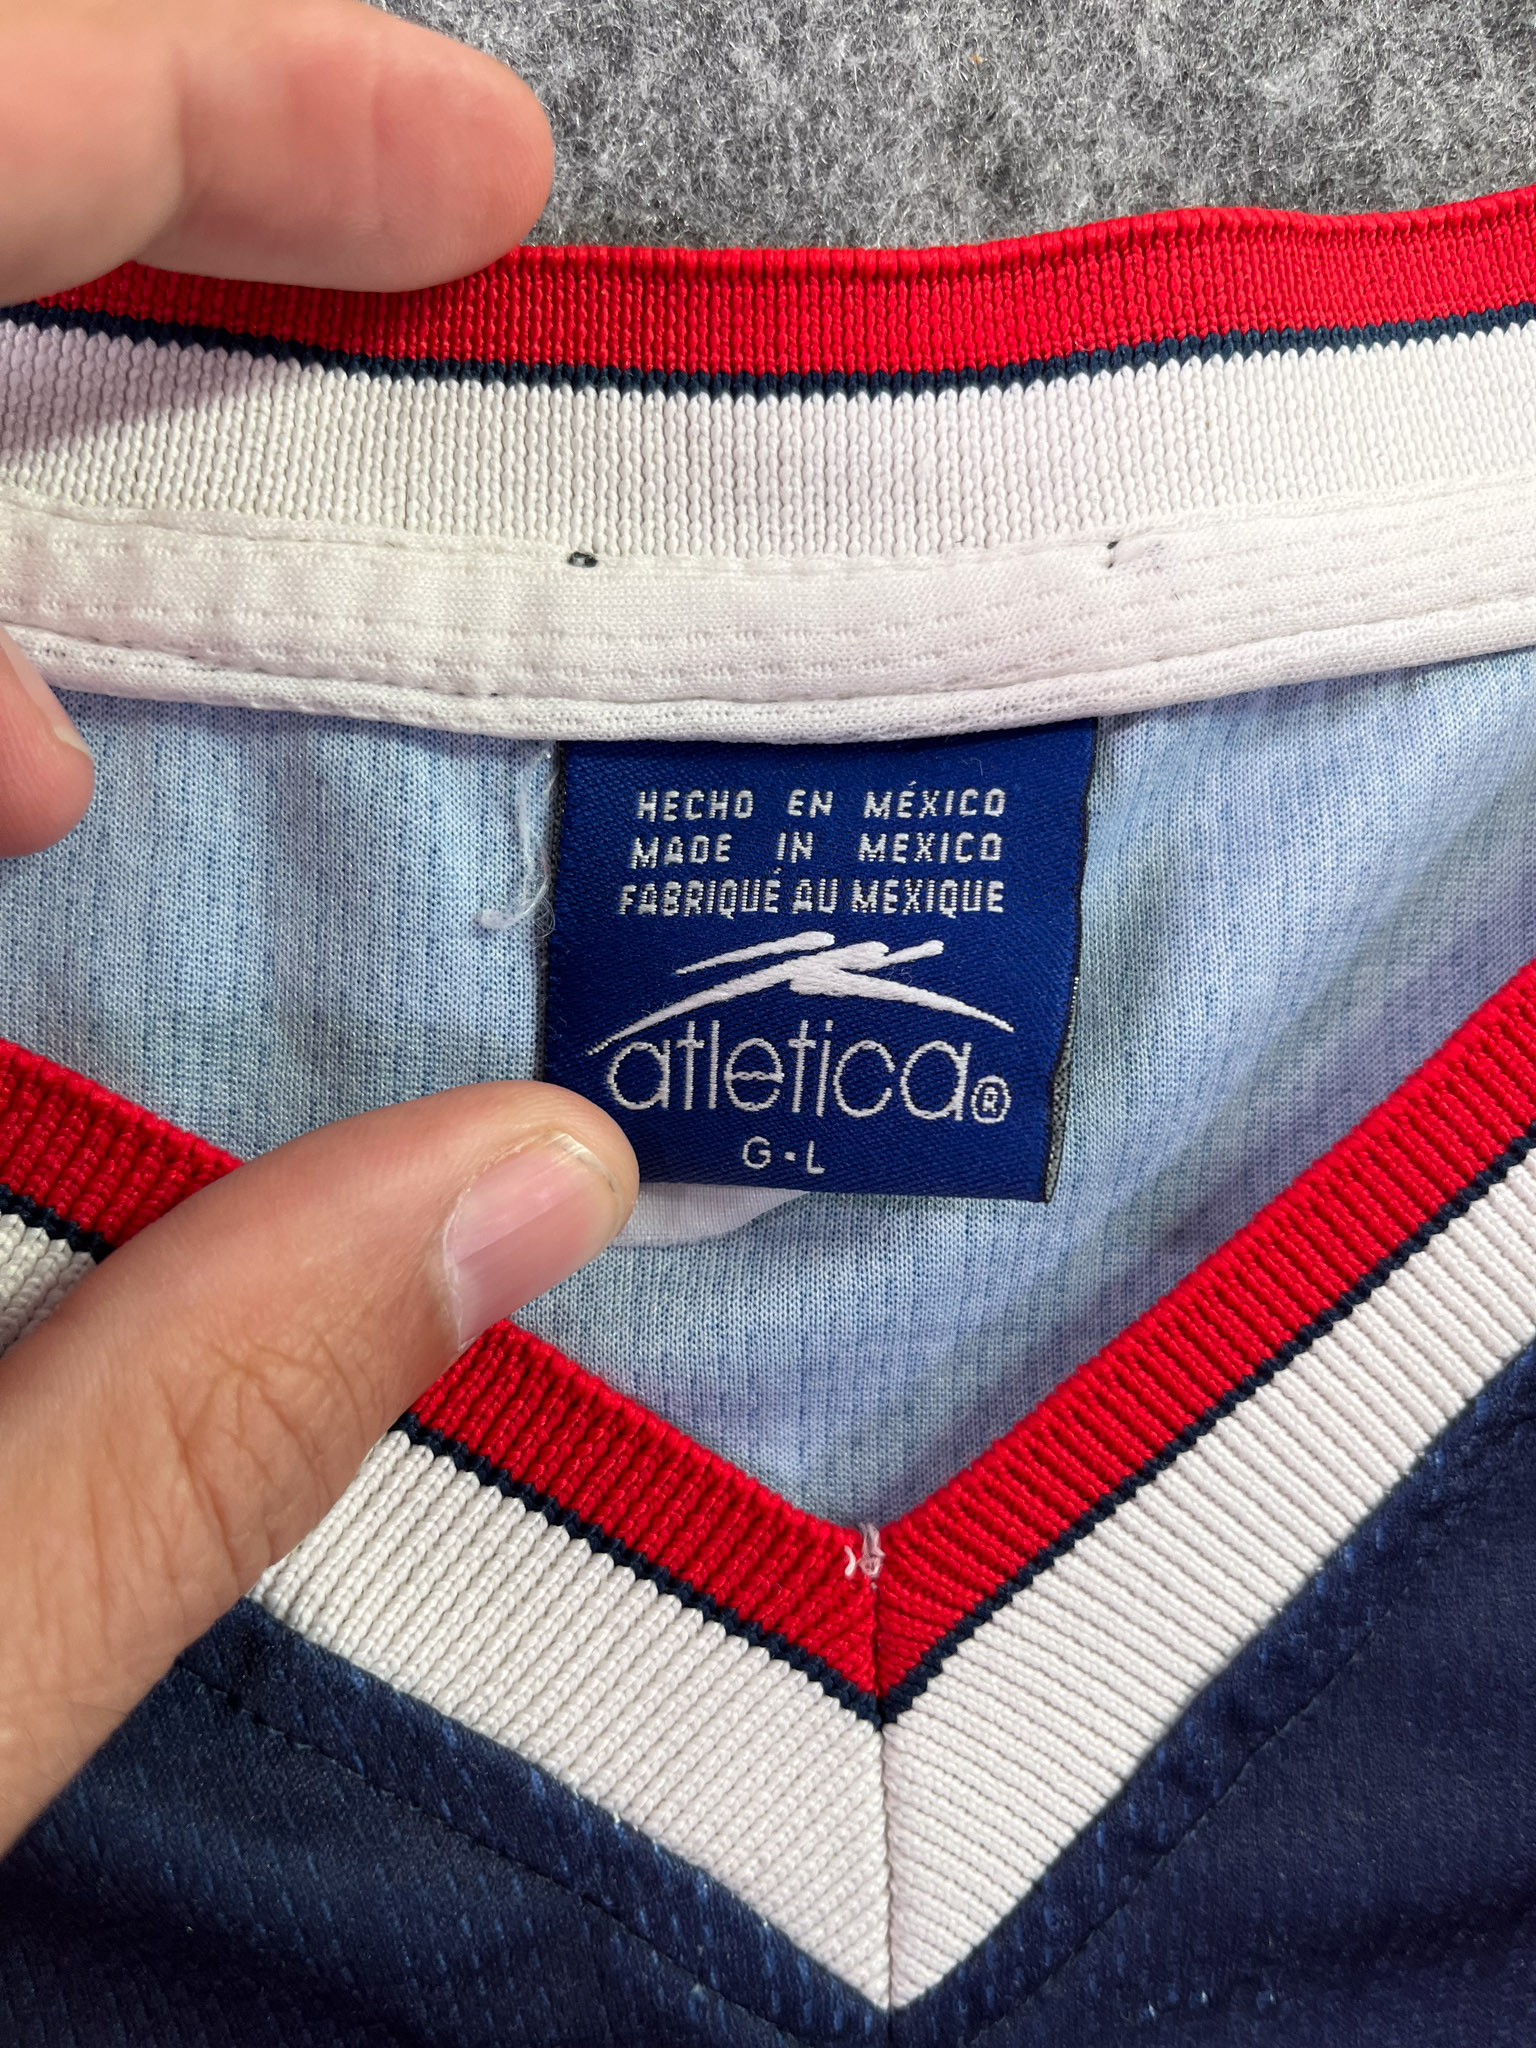 HECHO EN MÉXICO
MADE IN MEXICO
FABRIQUÉ AU MEXIQUE
atletica®
G·L